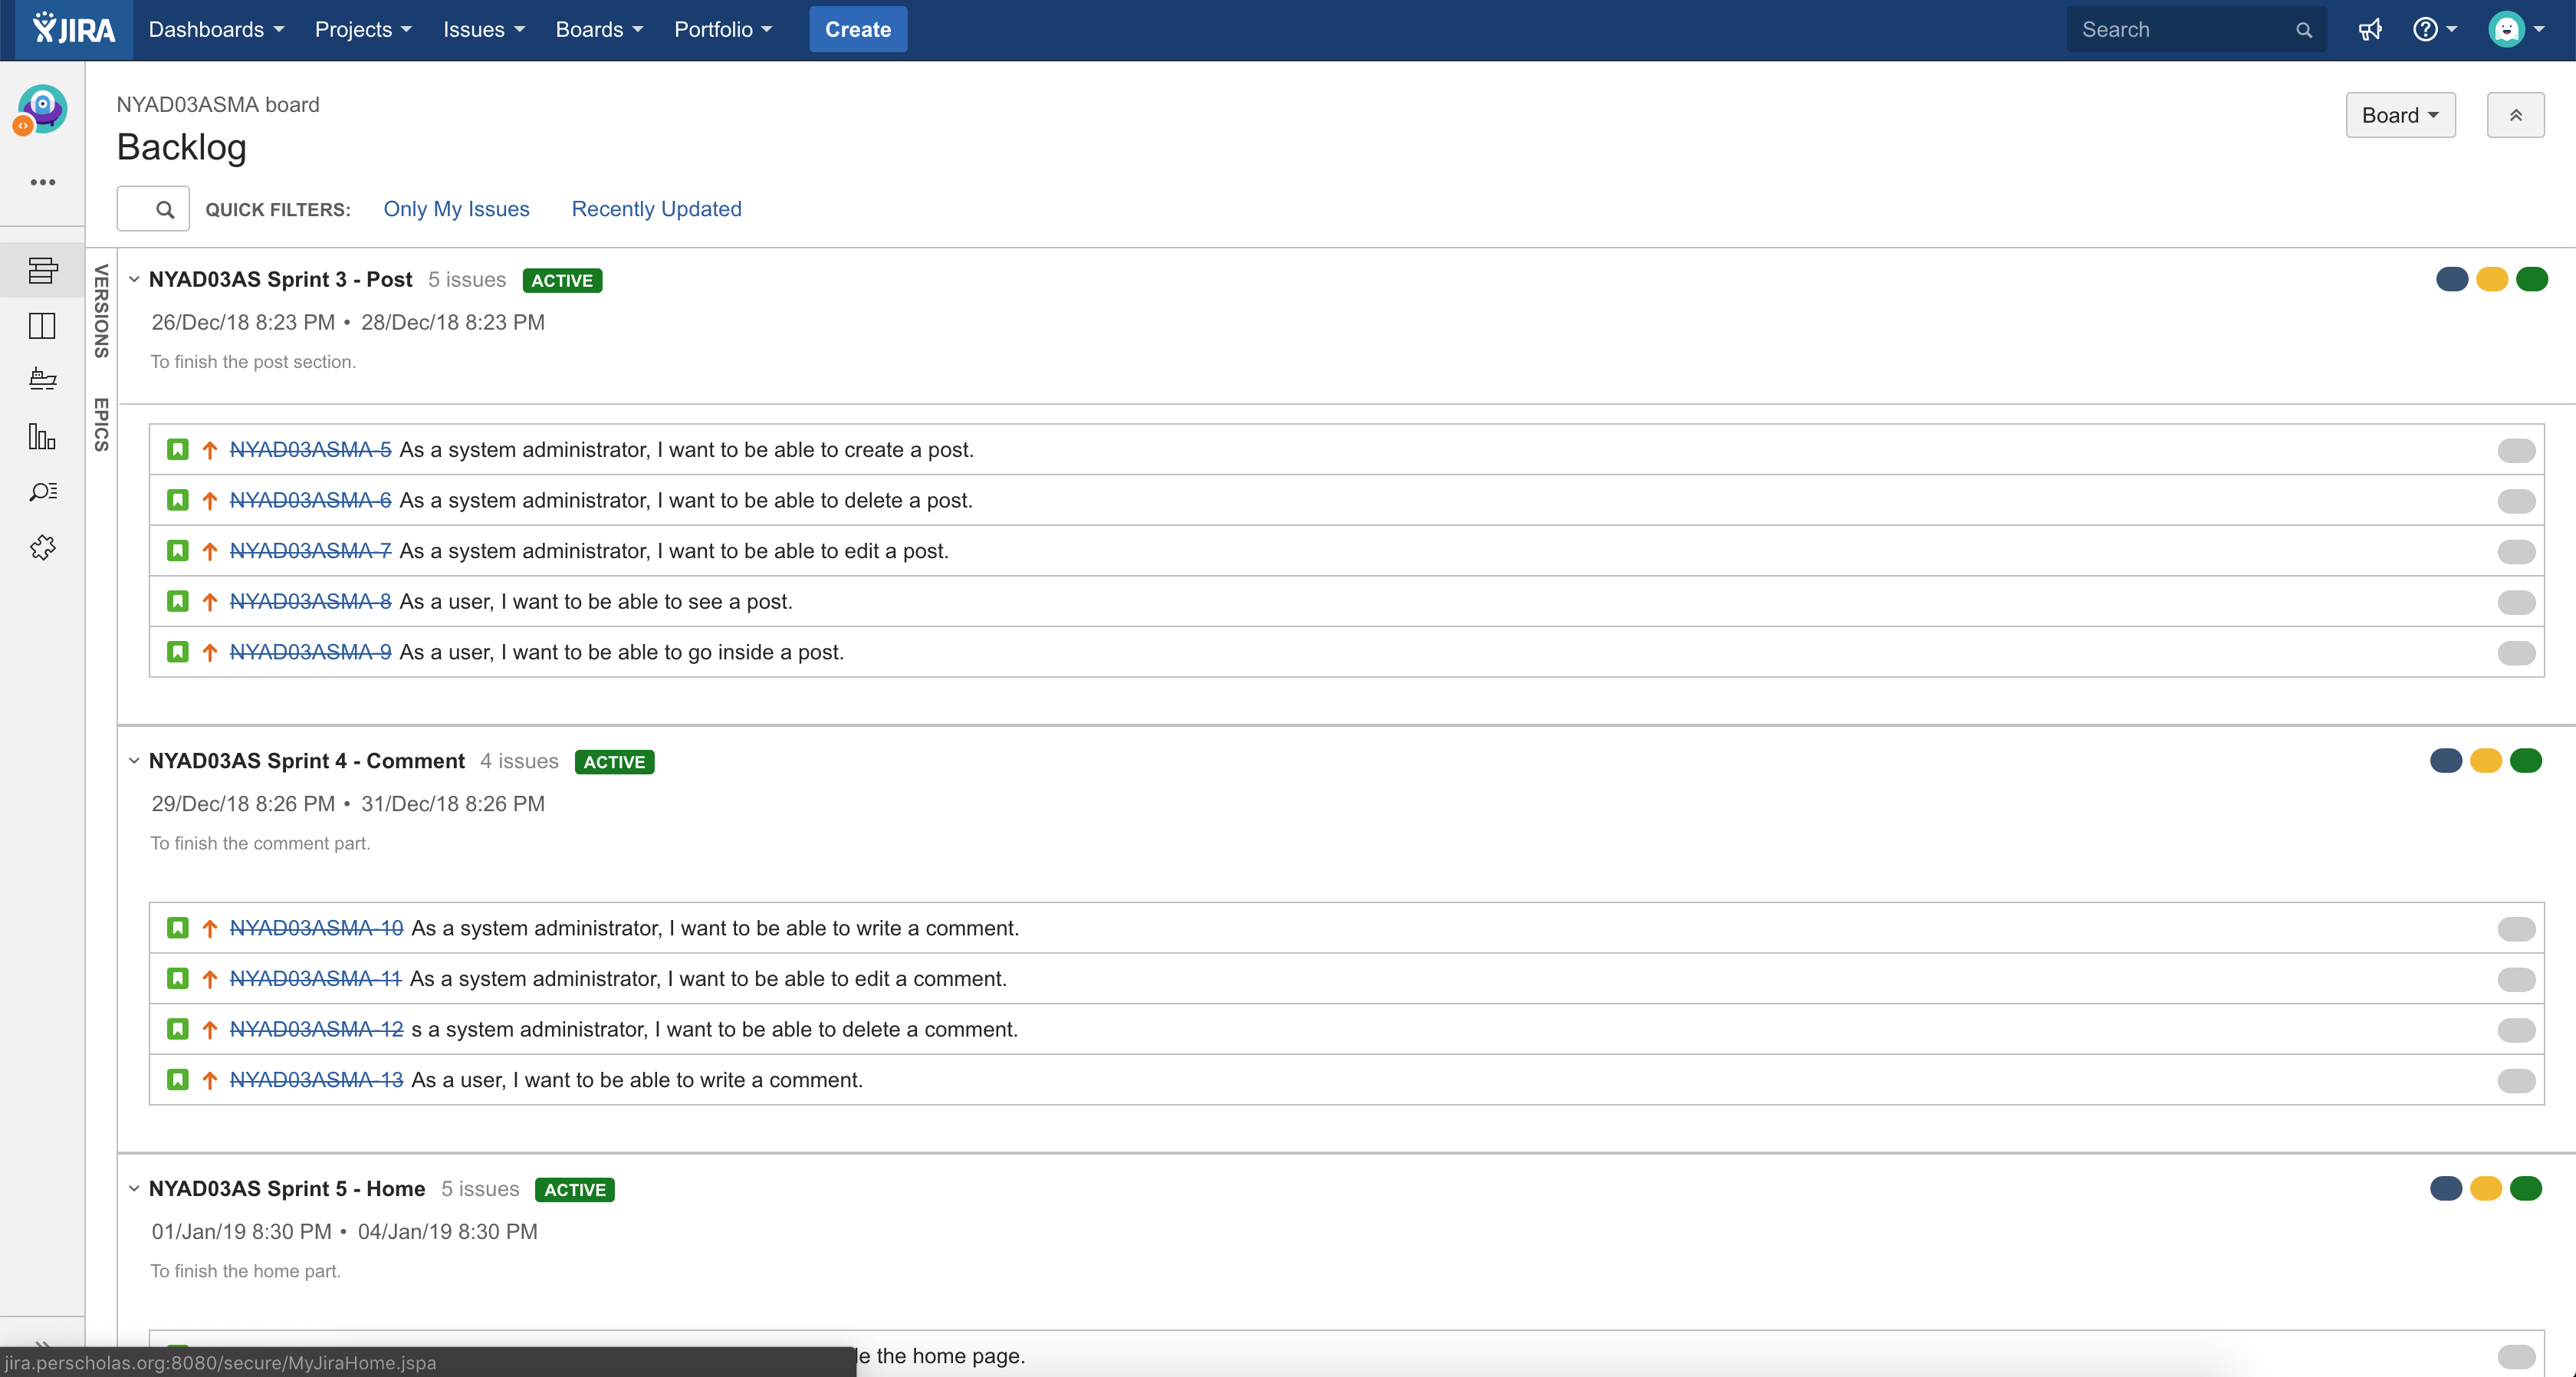 JIRA Dashboards Projects Issues Boards Portfolio Create Search
NYAD03ASMA board
Backlog
Board
QUICK FILTERS: Only My Issues Recently Updated
VERSIONS
EPICS
NYAD03AS Sprint 3 - Post 5 issues ACTIVE
26/Dec/18 8:23 PM • 28/Dec/18 8:23 PM
To finish the post section.
NYAD03ASMA-5 As a system administrator, I want to be able to create a post.
NYAD03ASMA-6 As a system administrator, I want to be able to delete a post.
NYAD03ASMA-7 As a system administrator, I want to be able to edit a post.
NYAD03ASMA-8 As a user, I want to be able to see a post.
NYAD03ASMA-9 As a user, I want to be able to go inside a post.
NYAD03AS Sprint 4 - Comment 4 issues ACTIVE
29/Dec/18 8:26 PM • 31/Dec/18 8:26 PM
To finish the comment part.
NYAD03ASMA-10 As a system administrator, I want to be able to write a comment.
NYAD03ASMA-11 As a system administrator, I want to be able to edit a comment.
NYAD03ASMA-12 s a system administrator, I want to be able to delete a comment.
NYAD03ASMA-13 As a user, I want to be able to write a comment.
NYAD03AS Sprint 5 - Home 5 issues ACTIVE
01/Jan/19 8:30 PM • 04/Jan/19 8:30 PM
To finish the home part.
the home page.
jira.perscholas.org:8080/secure/MyJiraHome.jspa